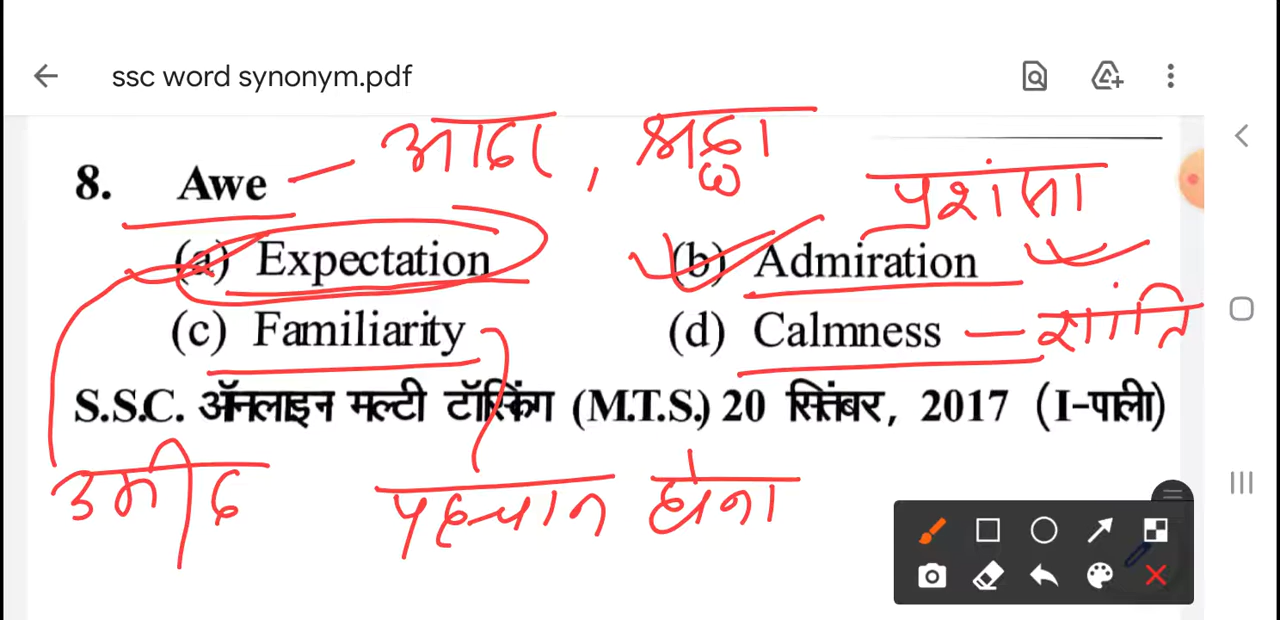 ssc word synonym.pdf
8. Awe — आदर, श्रद्धा
प्रशंसा
(a) Expectation (b) Admiration
(c) Familiarity (d) Calmness — शांति
S.S.C. ऑनलाइन मल्टी टॉस्किंग (M.T.S.) 20 सितंबर, 2017 (I-पाली)
उम्मीद पहचान होना